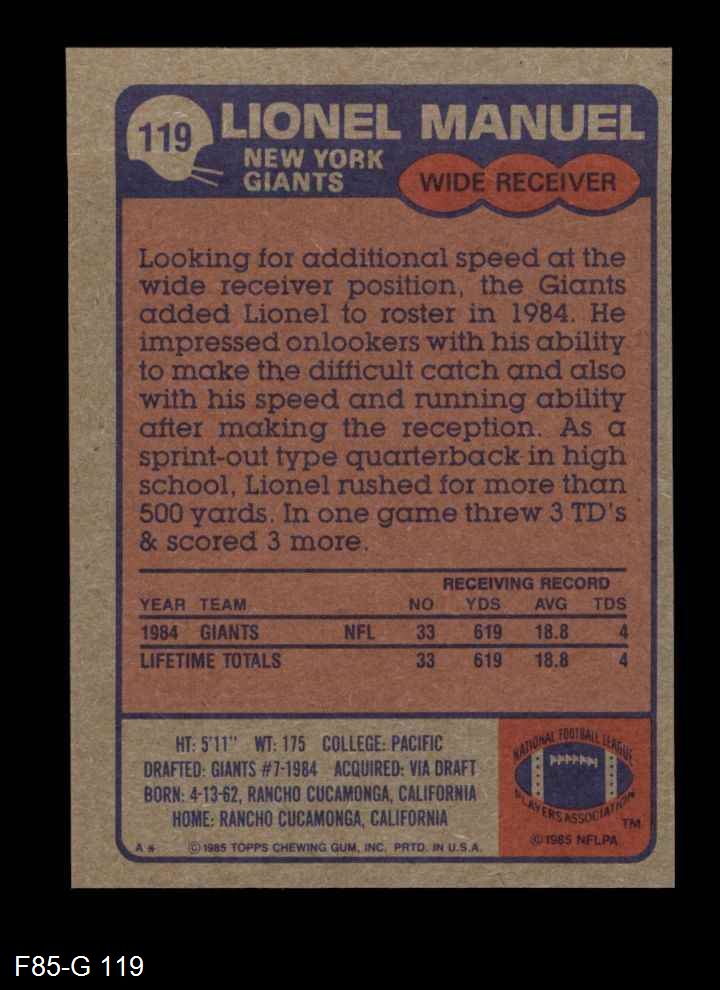 119
LIONEL MANUEL
NEW YORK
GIANTS
WIDE RECEIVER
Looking for additional speed at the
wide receiver position, the Giants
added Lionel to roster in 1984. He
impressed onlookers with his ability
to make the difficult catch and also
with his speed and running ability
after making the reception. As a
sprint-out type quarterback in high
school, Lionel rushed for more than
500 yards. In one game threw 3 TD's
& scored 3 more.
RECEIVING RECORD
YEAR TEAM NO YDS AVG TDS
1984 GIANTS NFL 33 619 18.8 4
LIFETIME TOTALS 33 619 18.8 4
HT: 5'11" WT: 175 COLLEGE: PACIFIC
DRAFTED: GIANTS #7-1984 ACQUIRED: VIA DRAFT
BORN: 4-13-62, RANCHO CUCAMONGA, CALIFORNIA
HOME: RANCHO CUCAMONGA, CALIFORNIA
A * © 1985 TOPPS CHEWING GUM, INC. PRTD. IN U.S.A.
NATIONAL FOOTBALL LEAGUE
PLAYERS ASSOCIATION
TM
© 1985 NFLPA
F85-G 119